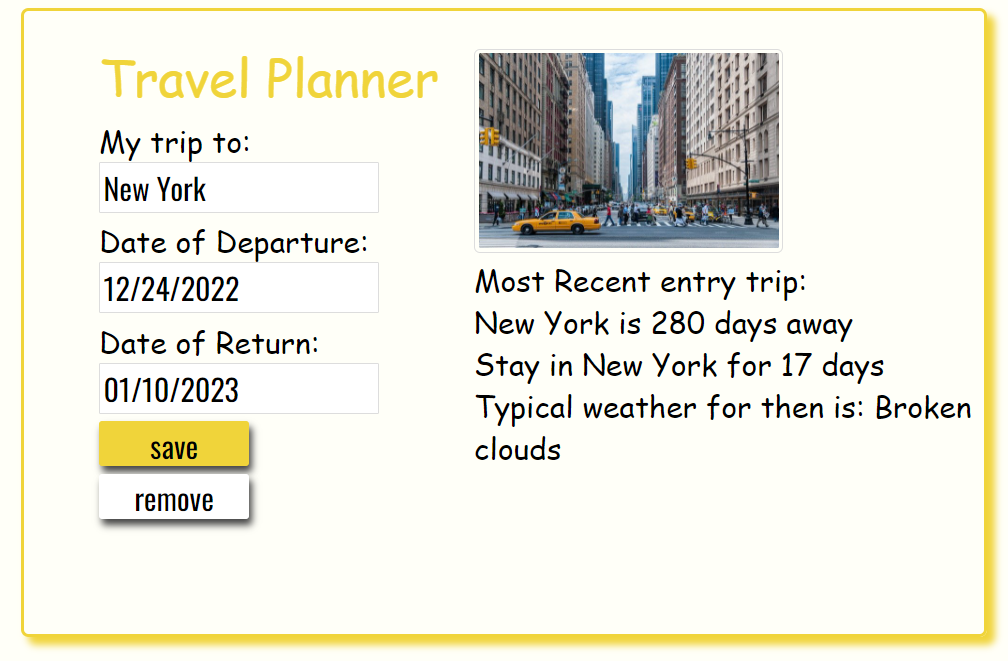 Travel Planner
My trip to:
New York
Date of Departure:
12/24/2022
Date of Return:
01/10/2023
save
remove
Most Recent entry trip:
New York is 280 days away
Stay in New York for 17 days
Typical weather for then is: Broken
clouds